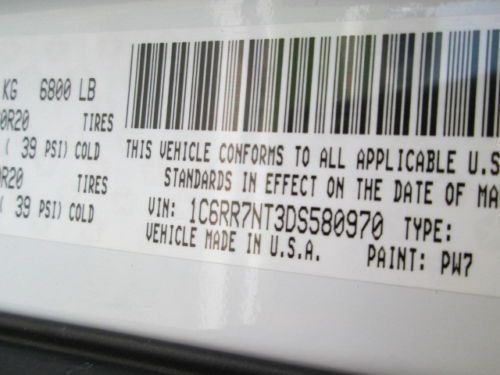 KG 6800 LB
0R20 TIRES
( 39 PSI) COLD
0R20 TIRES
( 39 PSI) COLD
THIS VEHICLE CONFORMS TO ALL APPLICABLE U.S
STANDARDS IN EFFECT ON THE DATE OF MA
VIN: 1C6RR7NT3DS580970 TYPE:
VEHICLE MADE IN U.S.A. PAINT: PW7